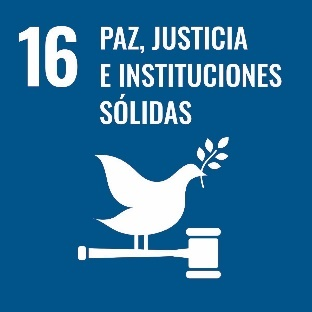 16 PAZ, JUSTICIA
E INSTITUCIONES
SÓLIDAS